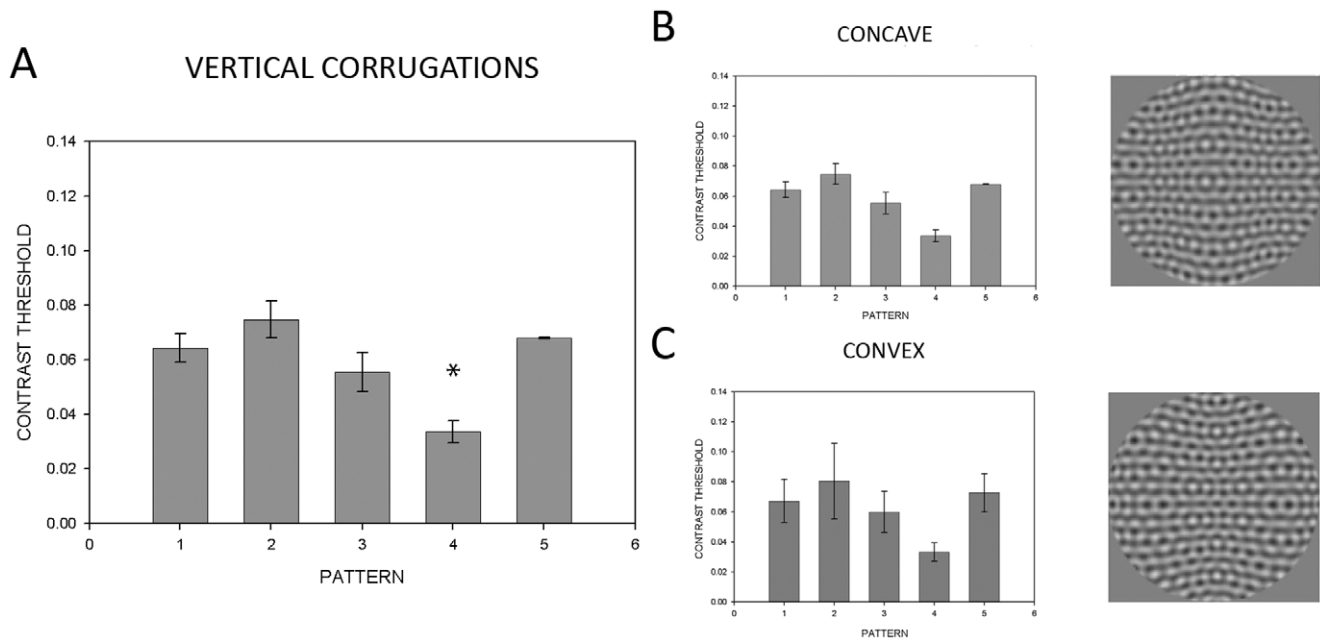 A
VERTICAL CORRUGATIONS
CONTRAST THRESHOLD
0.14
0.12
0.10
0.08
0.06
0.04
0.02
0.00
*
0 1 2 3 4 5 6
PATTERN
B
CONCAVE
CONTRAST THRESHOLD
0.14
0.12
0.10
0.08
0.06
0.04
0.02
0.00
0 1 2 3 4 5 6
PATTERN
C
CONVEX
CONTRAST THRESHOLD
0.14
0.12
0.10
0.08
0.06
0.04
0.02
0.00
0 1 2 3 4 5 6
PATTERN